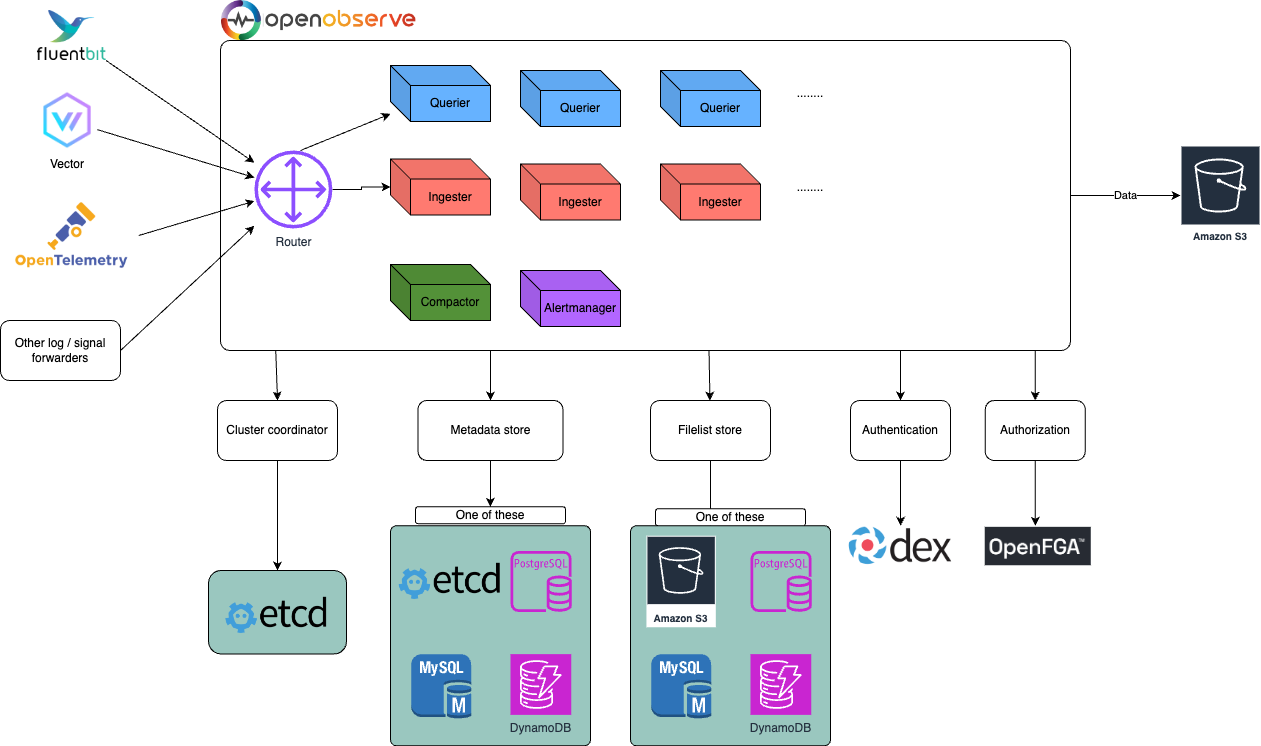 openobserve
fluentbit
Vector
OpenTelemetry
Other log / signal
forwarders
Router
Querier
Querier
Querier
........
Ingester
Ingester
Ingester
........
Compactor
Alertmanager
Data
Amazon S3
Cluster coordinator
Metadata store
Filelist store
Authentication
Authorization
One of these
One of these
etcd
etcd
PostgreSQL
MySQL
M
DynamoDB
Amazon S3
PostgreSQL
MySQL
M
DynamoDB
dex
OpenFGA™